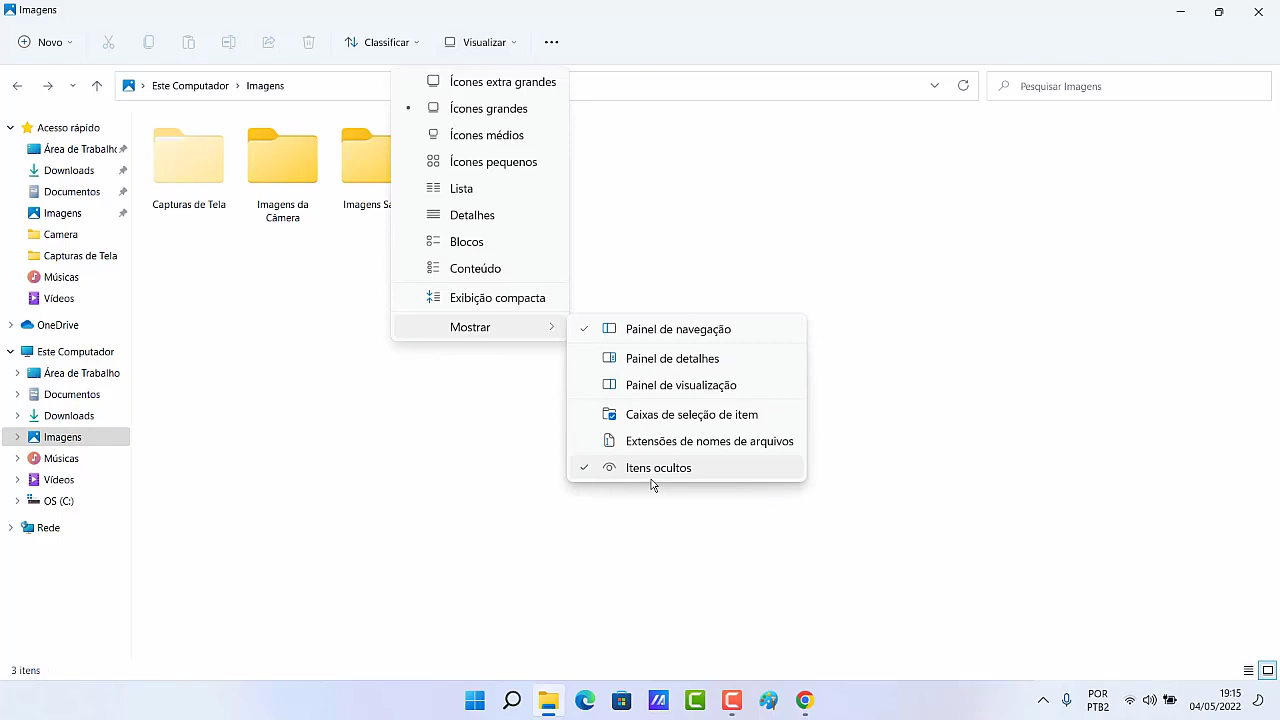 Imagens
Novo
Classificar
Visualizar
Este Computador
Imagens
Pesquisar Imagens
Ícones extra grandes
Ícones grandes
Ícones médios
Ícones pequenos
Lista
Detalhes
Blocos
Conteúdo
Exibição compacta
Mostrar
Painel de navegação
Painel de detalhes
Painel de visualização
Caixas de seleção de item
Extensões de nomes de arquivos
Itens ocultos
Acesso rápido
Área de Trabalho
Downloads
Documentos
Imagens
Camera
Capturas de Tela
Músicas
Vídeos
OneDrive
Este Computador
Área de Trabalho
Documentos
Downloads
Imagens
Músicas
Vídeos
OS (C:)
Rede
Capturas de Tela
Imagens da
Câmera
Imagens Sa
3 itens
POR
PTB2
19:15
04/05/2022